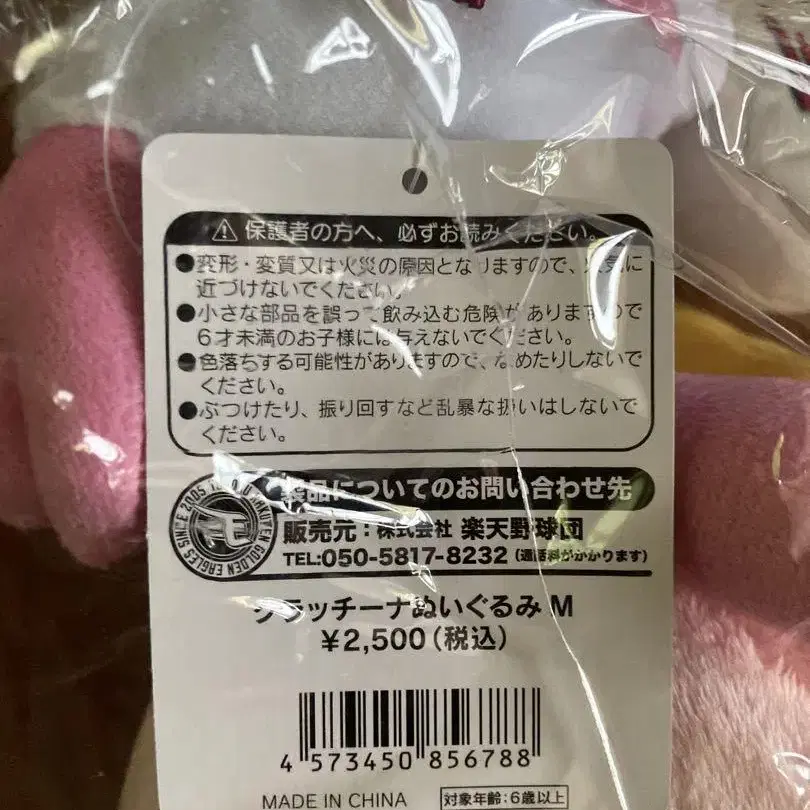 ⚠ 保護者の方へ、必ずお読みください。
●変形・変質又は火災の原因となりますので、火気に
近づけないでください。
●小さな部品を誤って飲み込む危険がありますので
6才未満のお子様には与えないでください。
●色落ちする可能性がありますので、なめたりしないで
ください。
●ぶつけたり、振り回すなど乱暴な扱いはしないで
ください。
製品についてのお問い合わせ先
SINCE 2005 TOHOKU RAKUTEN GOLDEN EAGLES
E
販売元：株式会社 楽天野球団
TEL:050-5817-8232（通話料がかかります）
クラッチーナぬいぐるみ M
¥2,500（税込）
4 573450 856788
MADE IN CHINA
対象年齢：6歳以上